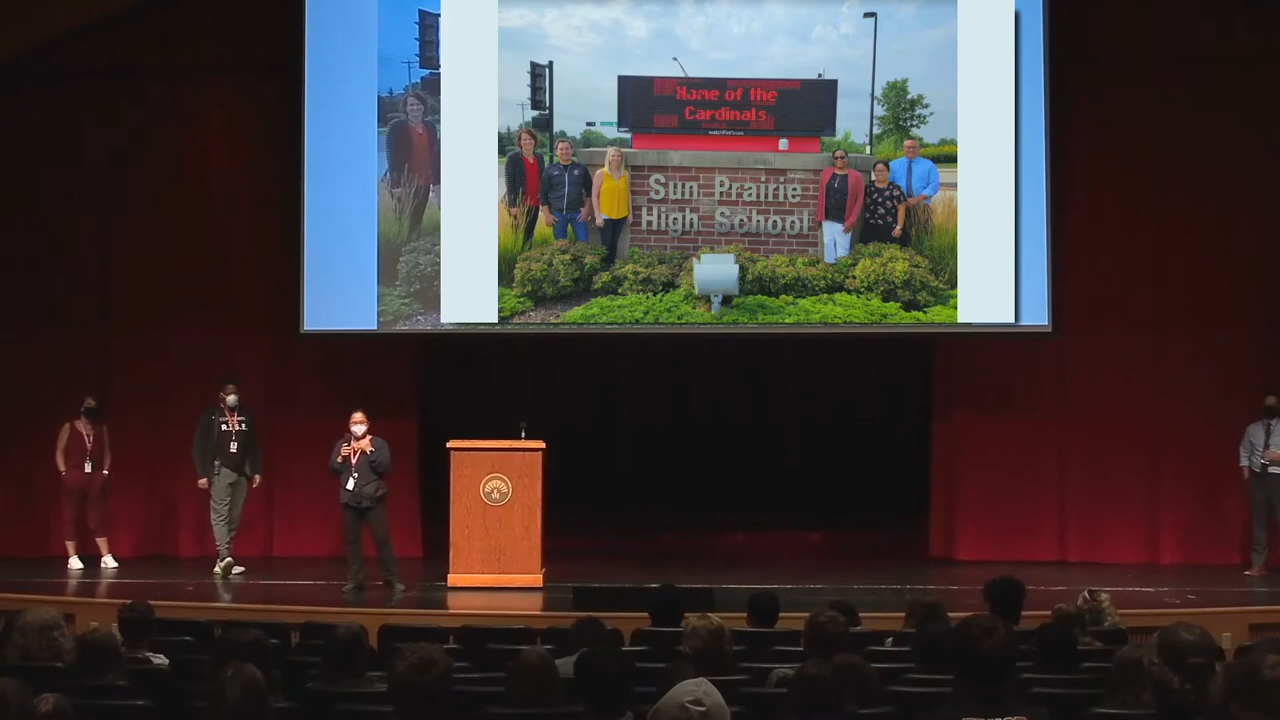 Home of the
Cardinals
Sun Prairie
High School
R.I.S.E.